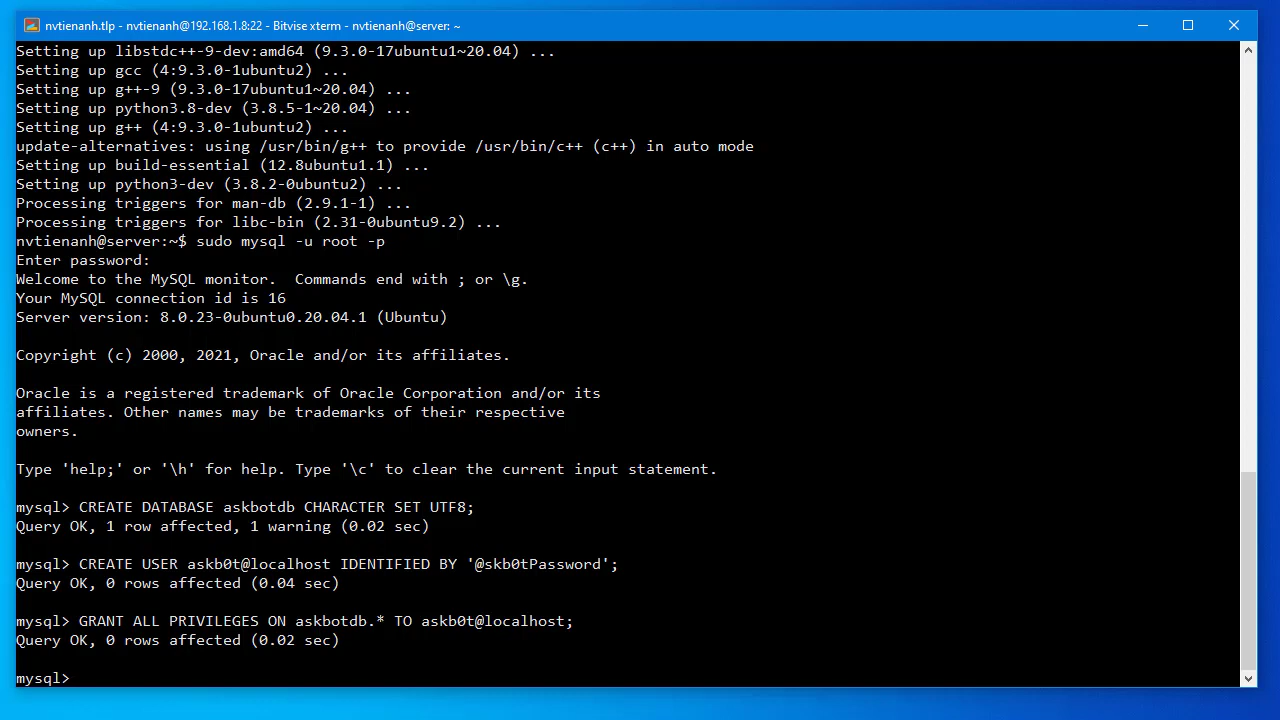 nvtienanh.tlp - nvtienanh@192.168.1.8:22 - Bitvise xterm - nvtienanh@server: ~
Setting up libstdc++-9-dev:amd64 (9.3.0-17ubuntu1~20.04) ...
Setting up gcc (4:9.3.0-1ubuntu2) ...
Setting up g++-9 (9.3.0-17ubuntu1~20.04) ...
Setting up python3.8-dev (3.8.5-1~20.04) ...
Setting up g++ (4:9.3.0-1ubuntu2) ...
update-alternatives: using /usr/bin/g++ to provide /usr/bin/c++ (c++) in auto mode
Setting up build-essential (12.8ubuntu1.1) ...
Setting up python3-dev (3.8.2-0ubuntu2) ...
Processing triggers for man-db (2.9.1-1) ...
Processing triggers for libc-bin (2.31-0ubuntu9.2) ...
nvtienanh@server:~$ sudo mysql -u root -p
Enter password:
Welcome to the MySQL monitor.  Commands end with ; or \g.
Your MySQL connection id is 16
Server version: 8.0.23-0ubuntu0.20.04.1 (Ubuntu)
Copyright (c) 2000, 2021, Oracle and/or its affiliates.
Oracle is a registered trademark of Oracle Corporation and/or its
affiliates. Other names may be trademarks of their respective
owners.
Type 'help;' or '\h' for help. Type '\c' to clear the current input statement.
mysql> CREATE DATABASE askbotdb CHARACTER SET UTF8;
Query OK, 1 row affected, 1 warning (0.02 sec)
mysql> CREATE USER askb0t@localhost IDENTIFIED BY '@skb0tPassword';
Query OK, 0 rows affected (0.04 sec)
mysql> GRANT ALL PRIVILEGES ON askbotdb.* TO askb0t@localhost;
Query OK, 0 rows affected (0.02 sec)
mysql>